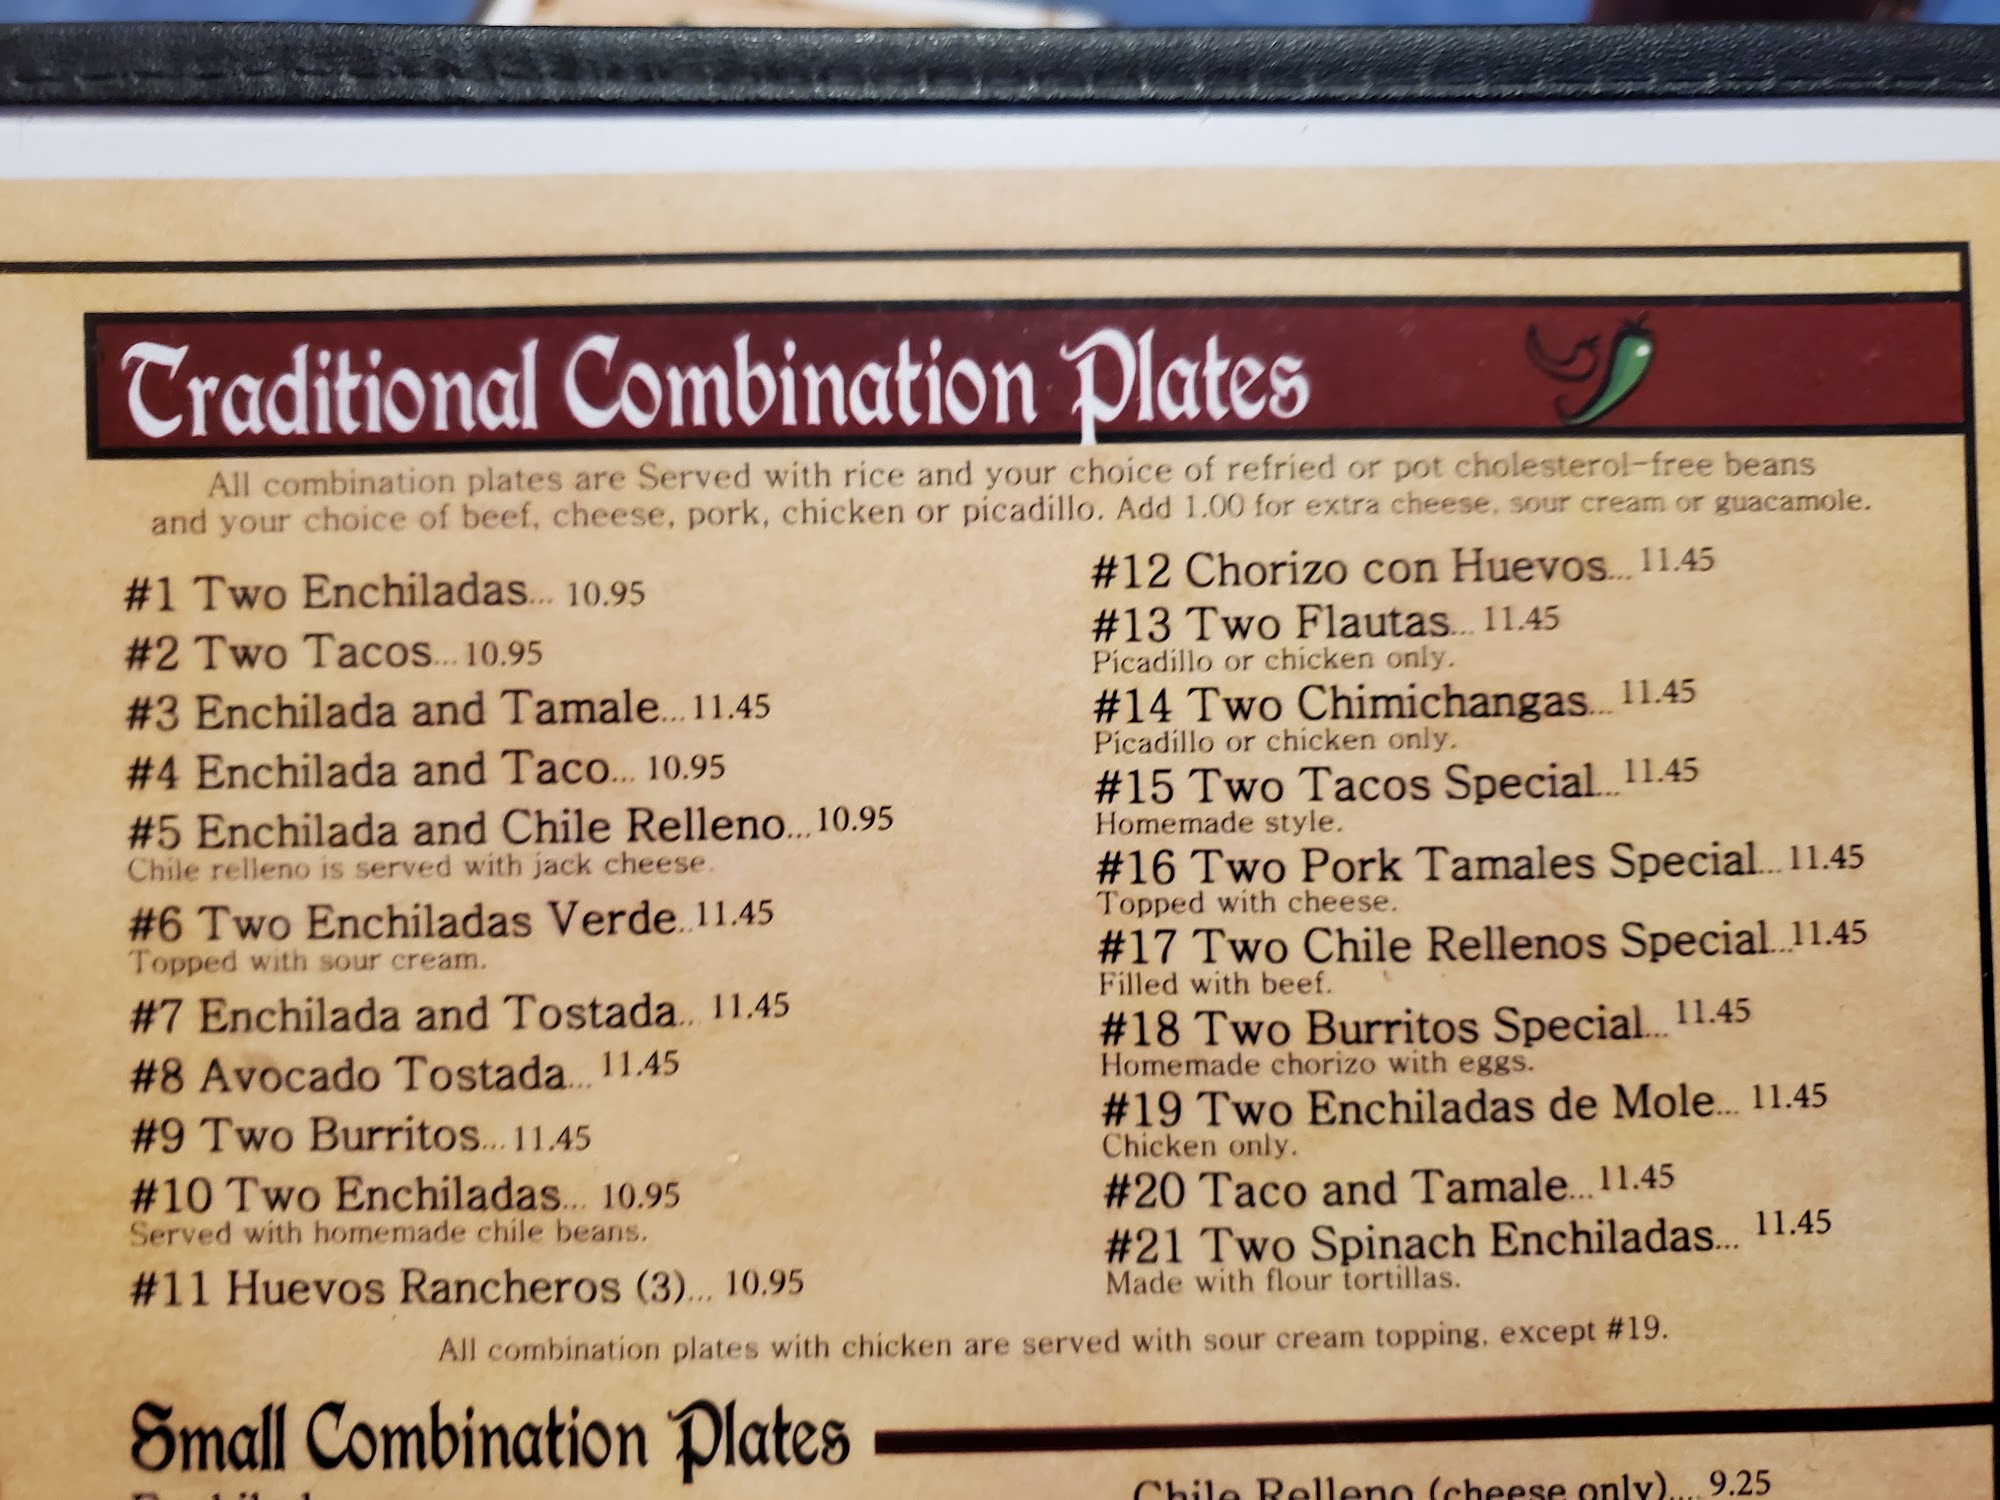 Traditional Combination Plates
All combination plates are Served with rice and your choice of refried or pot cholesterol-free beans
and your choice of beef, cheese, pork, chicken or picadillo. Add 1.00 for extra cheese, sour cream or guacamole.
#1 Two Enchiladas... 10.95
#2 Two Tacos... 10.95
#3 Enchilada and Tamale... 11.45
#4 Enchilada and Taco... 10.95
#5 Enchilada and Chile Relleno... 10.95
Chile relleno is served with jack cheese.
#6 Two Enchiladas Verde.. 11.45
Topped with sour cream.
#7 Enchilada and Tostada.. 11.45
#8 Avocado Tostada... 11.45
#9 Two Burritos... 11.45
#10 Two Enchiladas... 10.95
Served with homemade chile beans.
#11 Huevos Rancheros (3)... 10.95
#12 Chorizo con Huevos... 11.45
#13 Two Flautas... 11.45
Picadillo or chicken only.
#14 Two Chimichangas... 11.45
Picadillo or chicken only.
#15 Two Tacos Special... 11.45
Homemade style.
#16 Two Pork Tamales Special... 11.45
Topped with cheese.
#17 Two Chile Rellenos Special... 11.45
Filled with beef.
#18 Two Burritos Special... 11.45
Homemade chorizo with eggs.
#19 Two Enchiladas de Mole... 11.45
Chicken only.
#20 Taco and Tamale... 11.45
#21 Two Spinach Enchiladas... 11.45
Made with flour tortillas.
All combination plates with chicken are served with sour cream topping, except #19.
Small Combination Plates
Chile Relleno (cheese only).... 9.25